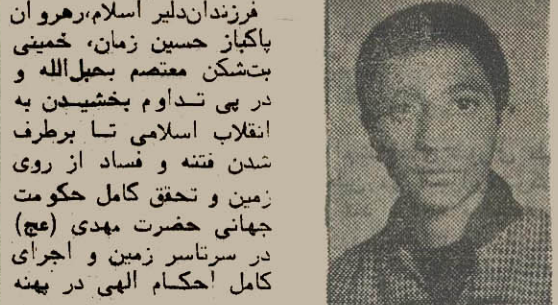 فرزندان‌دلیر اسلام،رهروان
پاکباز حسین زمان، خمینی
بت‌شکن معتصم بحبل‌الله و
در پی تداوم بخشیدن به
انقلاب اسلامی تا برطرف
شدن فتنه و فساد از روی
زمین و تحقق کامل حکومت
جهانی حضرت مهدی (عج)
در سرتاسر زمین و اجرای
کامل احکام الهی در پهنه